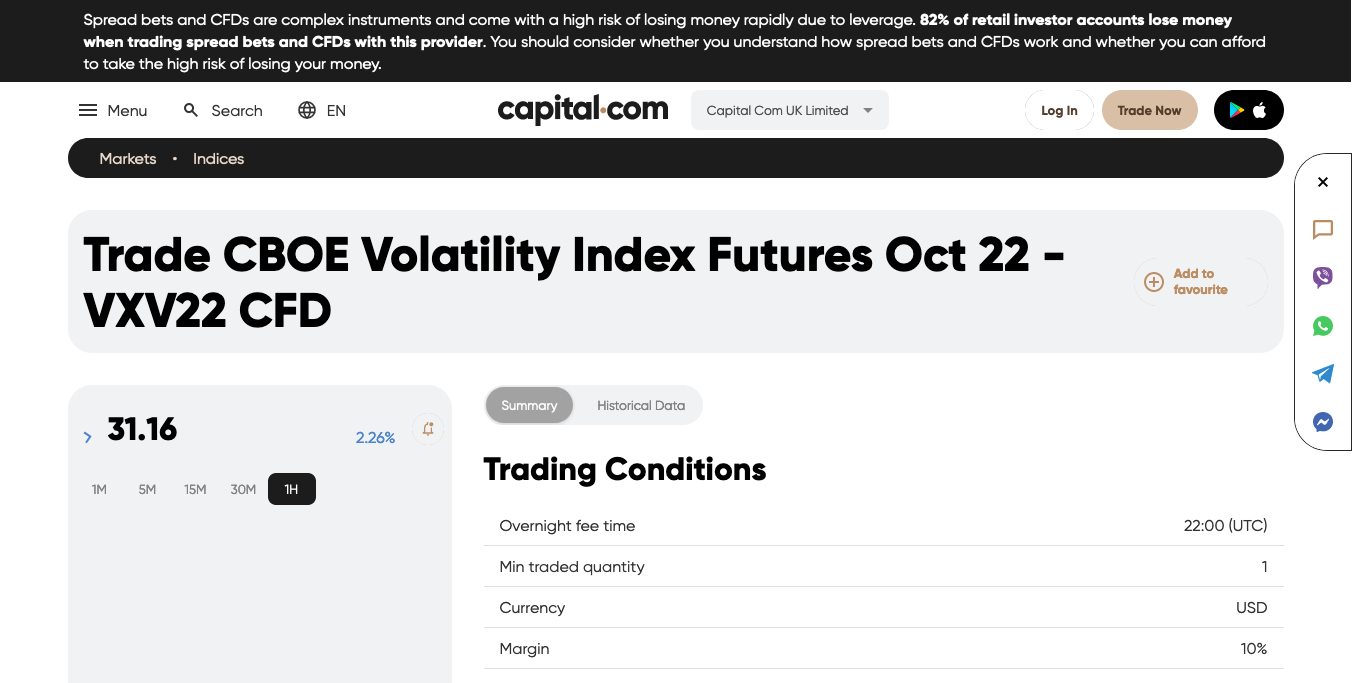 Spread bets and CFDs are complex instruments and come with a high risk of losing money rapidly due to leverage. 82% of retail investor accounts lose money
when trading spread bets and CFDs with this provider. You should consider whether you understand how spread bets and CFDs work and whether you can afford
to take the high risk of losing your money.
Menu Search EN capital.com Capital Com UK Limited Log In Trade Now
Markets • Indices
Trade CBOE Volatility Index Futures Oct 22 -
VXV22 CFD
Add to
favourite
31.16 2.26%
1M 5M 15M 30M 1H
Summary Historical Data
Trading Conditions
Overnight fee time 22:00 (UTC)
Min traded quantity 1
Currency USD
Margin 10%